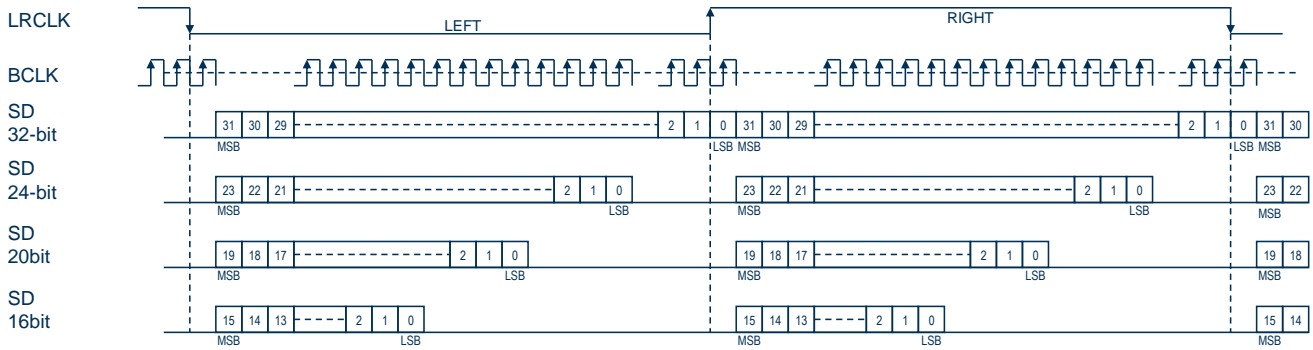 LRCLK LEFT RIGHT
BCLK
SD
32-bit 31 30 29 2 1 0 31 30 29 2 1 0 31 30
MSB LSB MSB LSB MSB
SD
24-bit 23 22 21 2 1 0 23 22 21 2 1 0 23 22
MSB LSB MSB LSB MSB
SD
20bit 19 18 17 2 1 0 19 18 17 2 1 0 19 18
MSB LSB MSB LSB MSB
SD
16bit 15 14 13 2 1 0 15 14 13 2 1 0 15 14
MSB LSB MSB LSB MSB